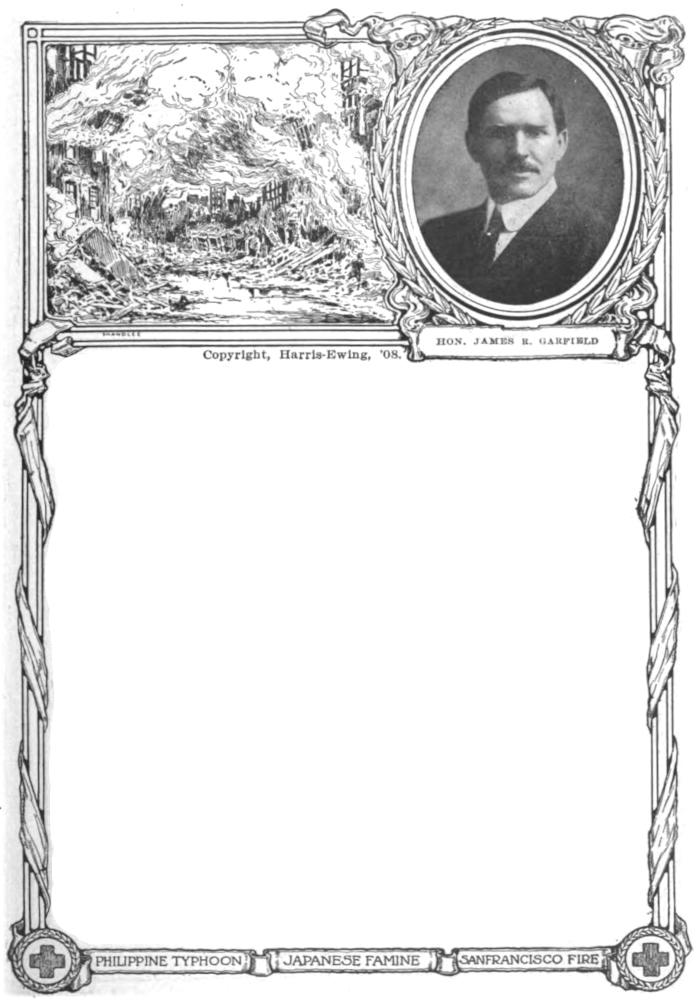 SHANDLEE
HON. JAMES R. GARFIELD
Copyright, Harris-Ewing, '08.
PHILIPPINE TYPHOON
JAPANESE FAMINE
SANFRANCISCO FIRE